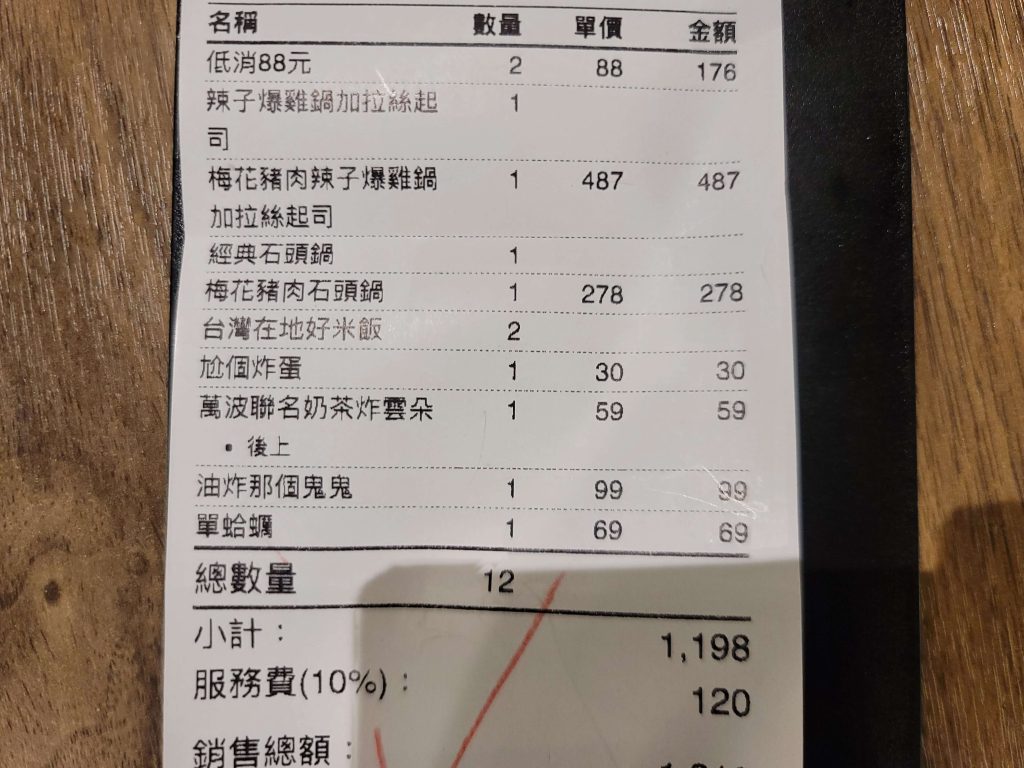 名稱 數量 單價 金額
低消88元 2 88 176
辣子爆雞鍋加拉絲起 1
司
梅花豬肉辣子爆雞鍋 1 487 487
加拉絲起司
經典石頭鍋 1
梅花豬肉石頭鍋 1 278 278
台灣在地好米飯 2
尬個炸蛋 1 30 30
萬波聯名奶茶炸雲朵 1 59 59
• 後上
油炸那個鬼鬼 1 99 99
單蛤蠣 1 69 69
總數量 12
小計： 1,198
服務費(10%)： 120
銷售總額：